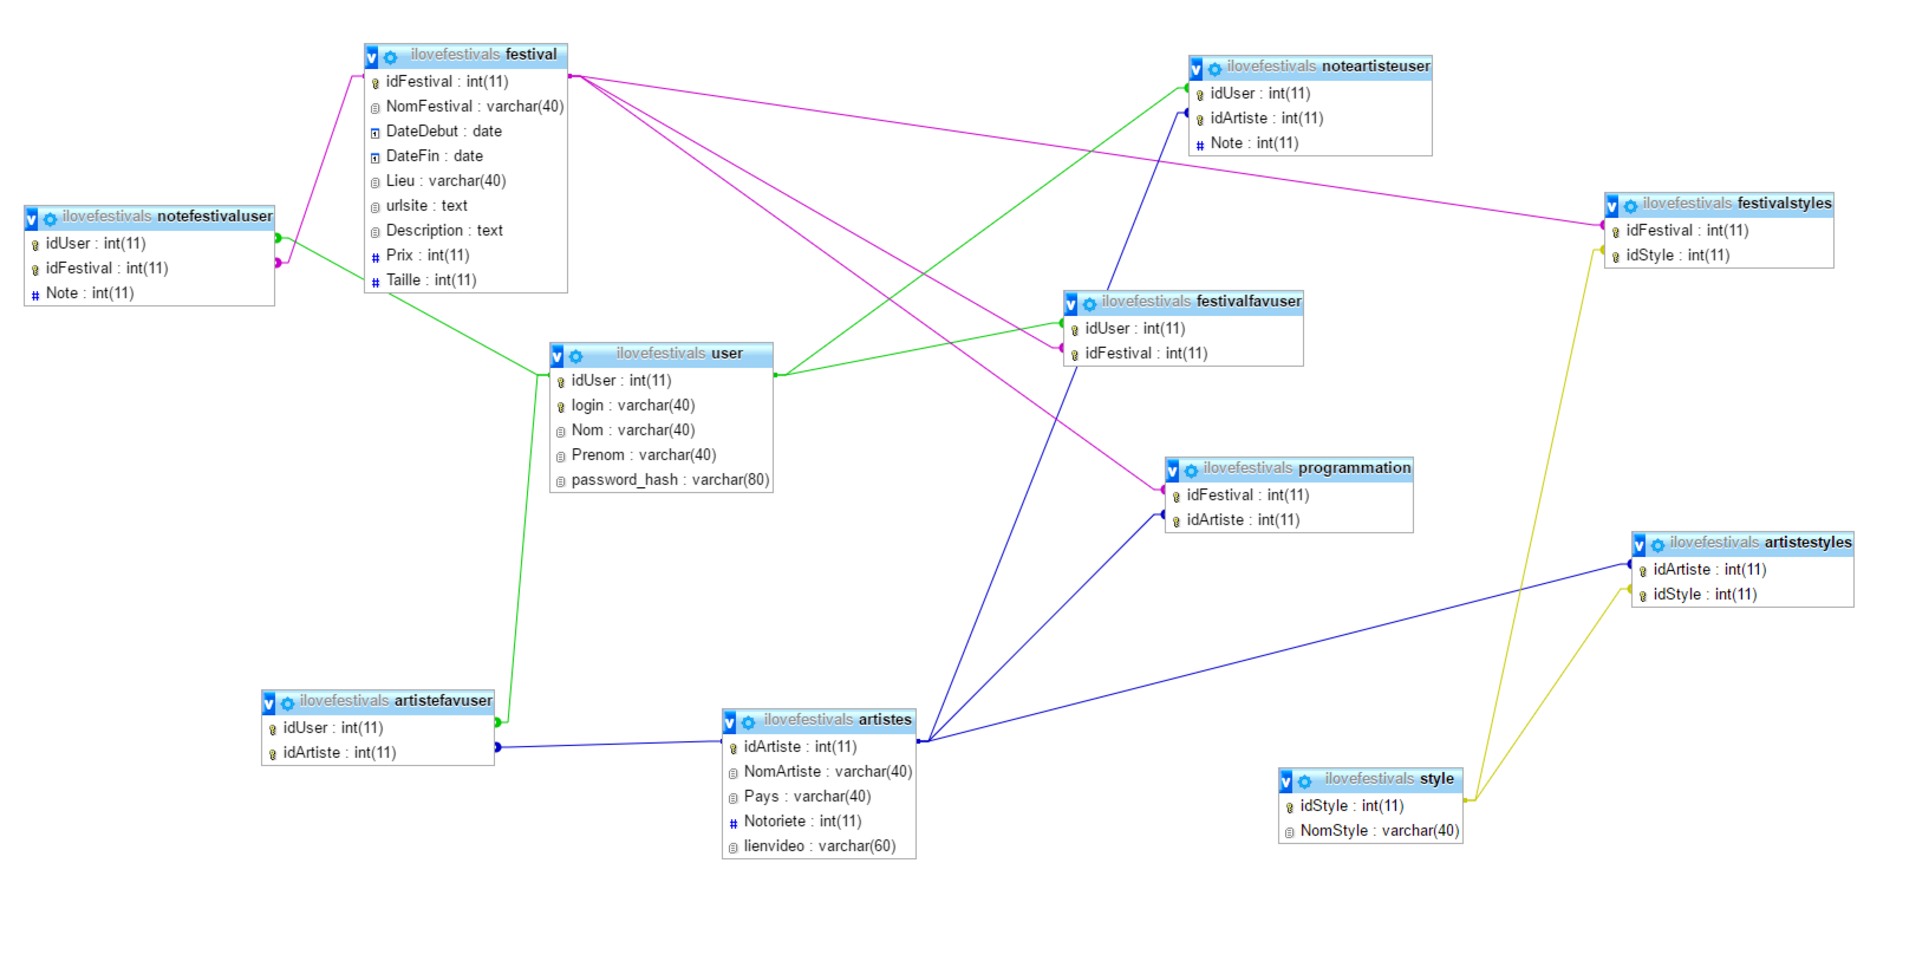 ilovefestivals festival
idFestival : int(11)
NomFestival : varchar(40)
DateDebut : date
DateFin : date
Lieu : varchar(40)
urlsite : text
Description : text
Prix : int(11)
Taille : int(11)
ilovefestivals noteartisteuser
idUser : int(11)
idArtiste : int(11)
Note : int(11)
ilovefestivals notefestivaluser
idUser : int(11)
idFestival : int(11)
Note : int(11)
ilovefestivals festivalstyles
idFestival : int(11)
idStyle : int(11)
ilovefestivals festivalfavuser
idUser : int(11)
idFestival : int(11)
ilovefestivals user
idUser : int(11)
login : varchar(40)
Nom : varchar(40)
Prenom : varchar(40)
password_hash : varchar(80)
ilovefestivals programmation
idFestival : int(11)
idArtiste : int(11)
ilovefestivals artistestyles
idArtiste : int(11)
idStyle : int(11)
ilovefestivals artistefavuser
idUser : int(11)
idArtiste : int(11)
ilovefestivals artistes
idArtiste : int(11)
NomArtiste : varchar(40)
Pays : varchar(40)
Notoriete : int(11)
lienvideo : varchar(60)
ilovefestivals style
idStyle : int(11)
NomStyle : varchar(40)